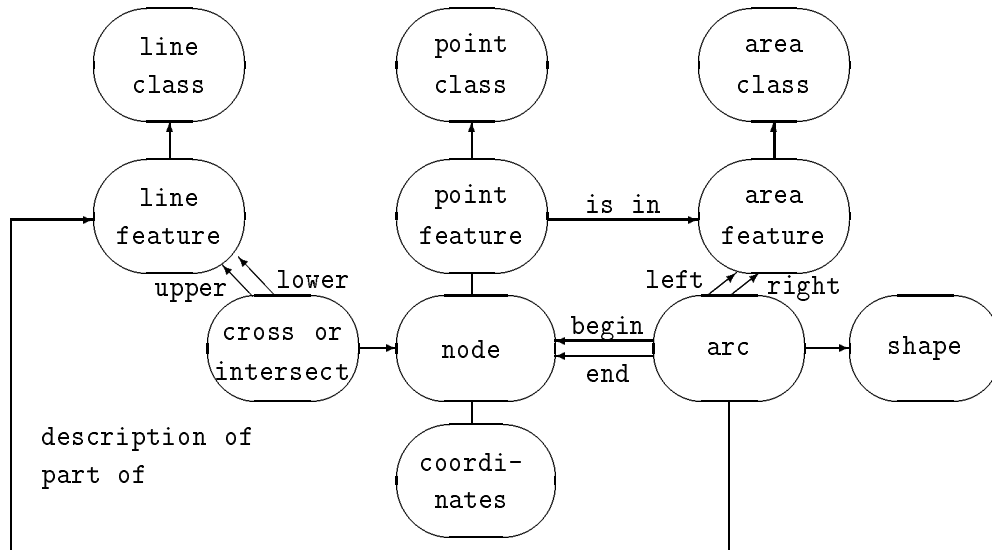 line
class
point
class
area
class
line
feature
point
feature
is in
area
feature
upper
lower
left
right
cross or
intersect
node
begin
end
arc
shape
description of
part of
coordi-
nates